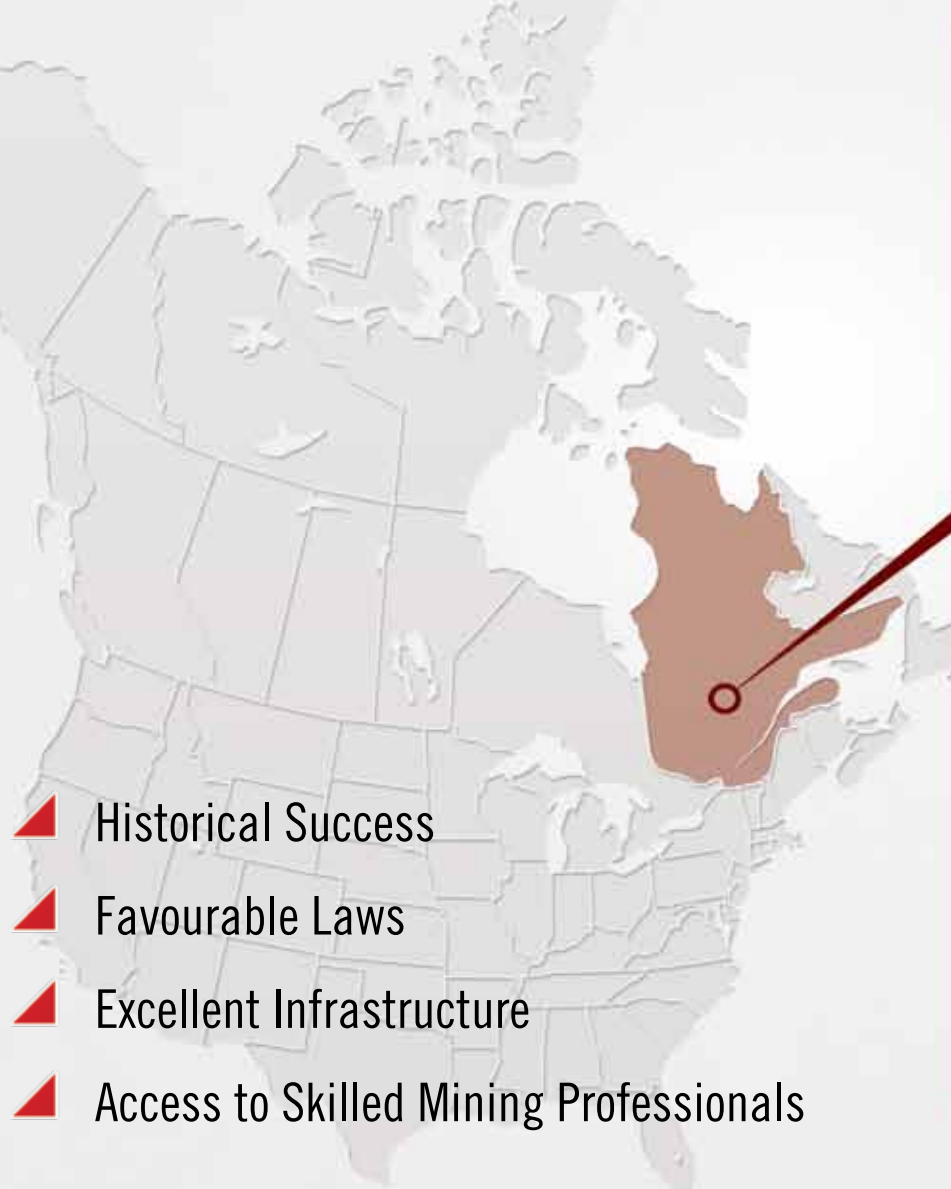 Historical Success
Favourable Laws
Excellent Infrastructure
Access to Skilled Mining Professionals